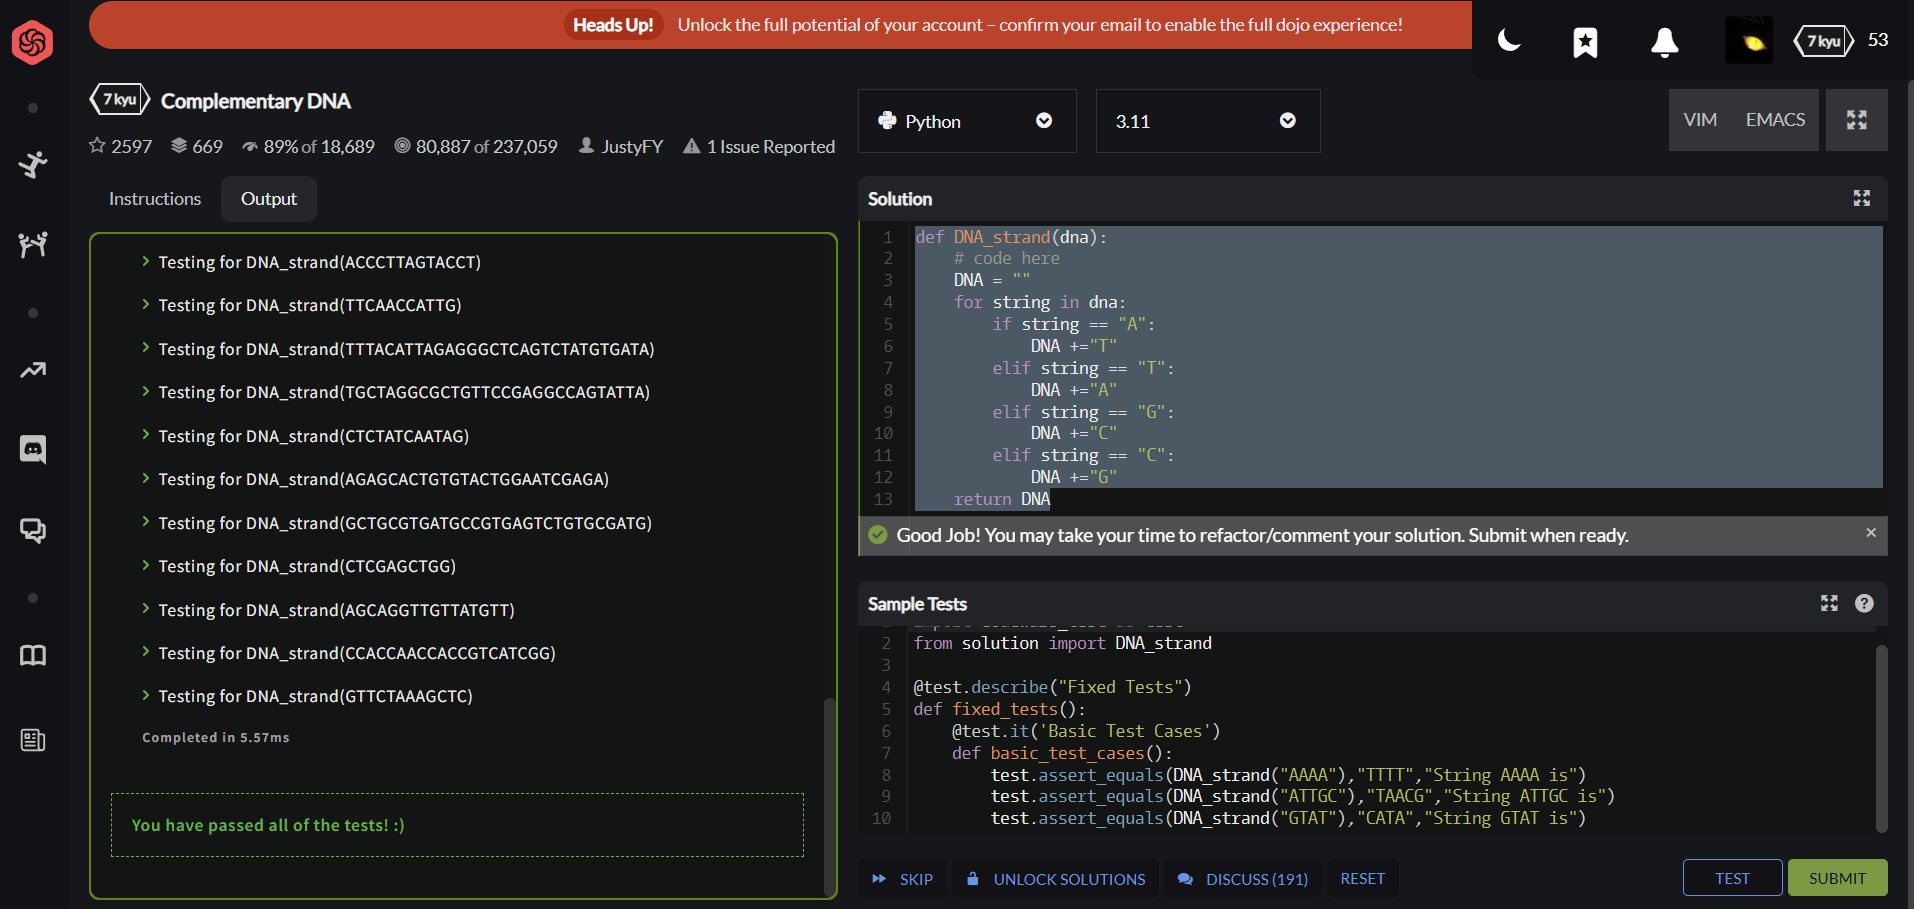 Heads Up! Unlock the full potential of your account – confirm your email to enable the full dojo experience!
7 kyu 53
7 kyu Complementary DNA
2597 669 89% of 18,689 80,887 of 237,059 JustyFY 1 Issue Reported
Python
3.11
VIM EMACS
Instructions Output
Testing for DNA_strand(ACCCTTAGTACCT)
Testing for DNA_strand(TTCAACCATTG)
Testing for DNA_strand(TTTACATTAGAGGGCTCAGTCTATGTGATA)
Testing for DNA_strand(TGCTAGGCGCTGTTCCGAGGCCAGTATTA)
Testing for DNA_strand(CTCTATCAATAG)
Testing for DNA_strand(AGAGCACTGTGTACTGGAATCGAGA)
Testing for DNA_strand(GCTGCGTGATGCCGTGAGTCTGTGCGATG)
Testing for DNA_strand(CTCGAGCTGG)
Testing for DNA_strand(AGCAGGTTGTTATGTT)
Testing for DNA_strand(CCACCAACCACCGTCATCGG)
Testing for DNA_strand(GTTCTAAAGCTC)
Completed in 5.57ms
You have passed all of the tests! :)
Solution
1 def DNA_strand(dna):
2 # code here
3 DNA = ""
4 for string in dna:
5 if string == "A":
6 DNA +="T"
7 elif string == "T":
8 DNA +="A"
9 elif string == "G":
10 DNA +="C"
11 elif string == "C":
12 DNA +="G"
13 return DNA
Good Job! You may take your time to refactor/comment your solution. Submit when ready.
Sample Tests
2 from solution import DNA_strand
3
4 @test.describe("Fixed Tests")
5 def fixed_tests():
6 @test.it('Basic Test Cases')
7 def basic_test_cases():
8 test.assert_equals(DNA_strand("AAAA"),"TTTT","String AAAA is")
9 test.assert_equals(DNA_strand("ATTGC"),"TAACG","String ATTGC is")
10 test.assert_equals(DNA_strand("GTAT"),"CATA","String GTAT is")
SKIP UNLOCK SOLUTIONS DISCUSS (191) RESET TEST SUBMIT